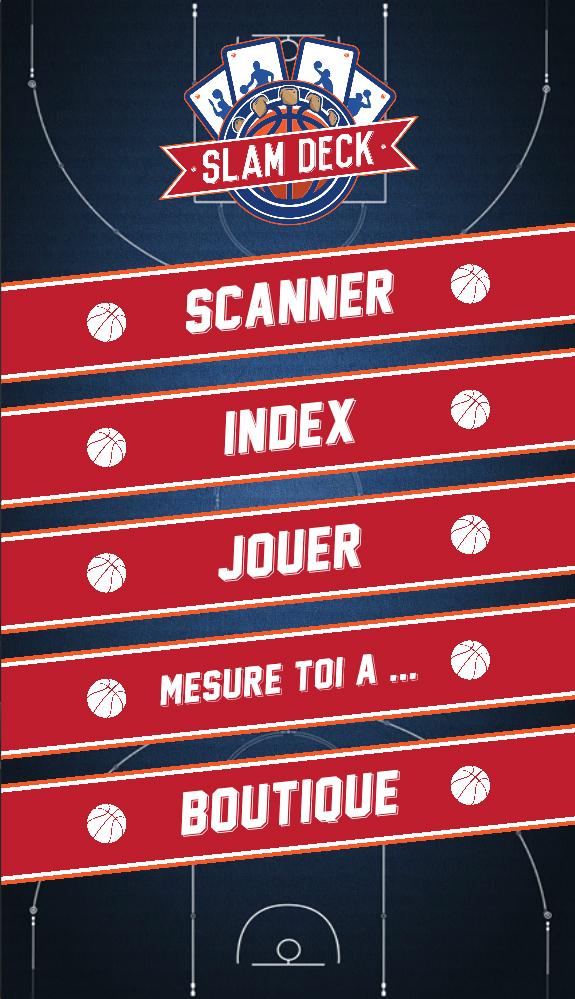 SLAM DECK
SCANNER
INDEX
JOUER
MESURE TOI A ...
BOUTIQUE